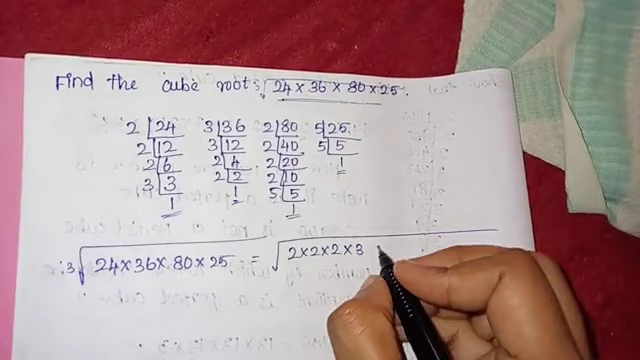 Find the cube root ∛24×36×80×25.
2 | 24   3 | 36   2 | 80   5 | 25
2 | 12   3 | 12   2 | 40   5 | 5
2 | 6   2 | 4   2 | 20   1
3 | 3   2 | 2   2 | 10
1   1   5 | 5
1
∴ ∛24×36×80×25 = √2×2×2×3